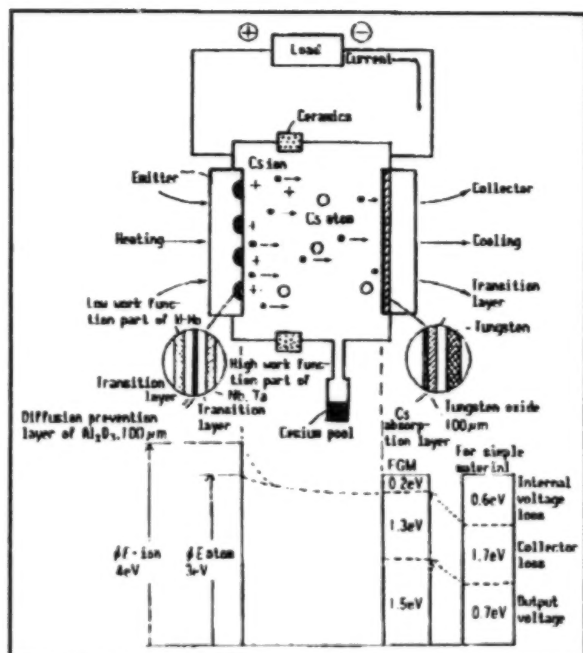 ⊕
⊖
Load
Current
Ceramics
Cs ion
Emitter
Collector
Cs atom
Heating
Cooling
Low work func
tion part of W-Mo
Transition
layer
Tungsten
High work func
tion part of
Nb, Ta
Transition
layer
Transition
layer
Diffusion prevention
layer of Al2O3.100μm
Cesium pool
Cs
absorp-
tion layer
Tungsten oxide
100μm
FGM
For simple
material
0.2eV
0.6eV
Internal
voltage
loss
1.3eV
1.7eV
Collector
loss
1.5eV
0.7eV
Output
voltage
φE-ion
4eV
φE atom
3eV